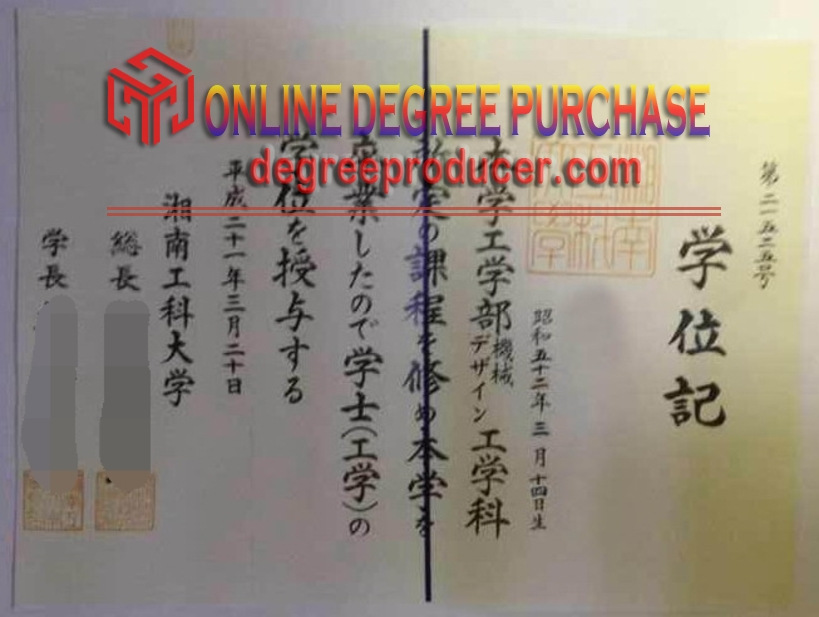 ONLINE DEGREE PURCHASE
degreeproducer.com
第二一五二五号
学位記
昭和五十二年三月十四日生
本学工学部機械デザイン工学科
所定の課程を修め本学を
卒業したので学士(工学)の
学位を授与する
平成二十一年三月二十日
湘南工科大学
総長
学長